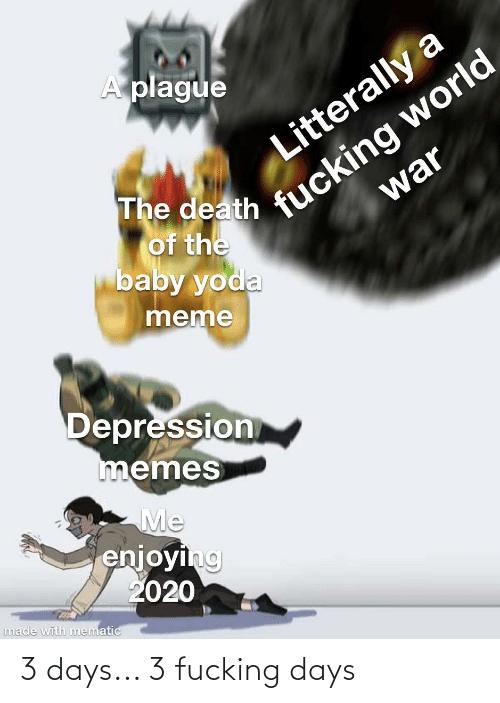 A plague
Litterally a
fucking world
war
The death
of the
baby yoda
meme
Depression
memes
Me
enjoying
2020
made with mematic
3 days... 3 fucking days